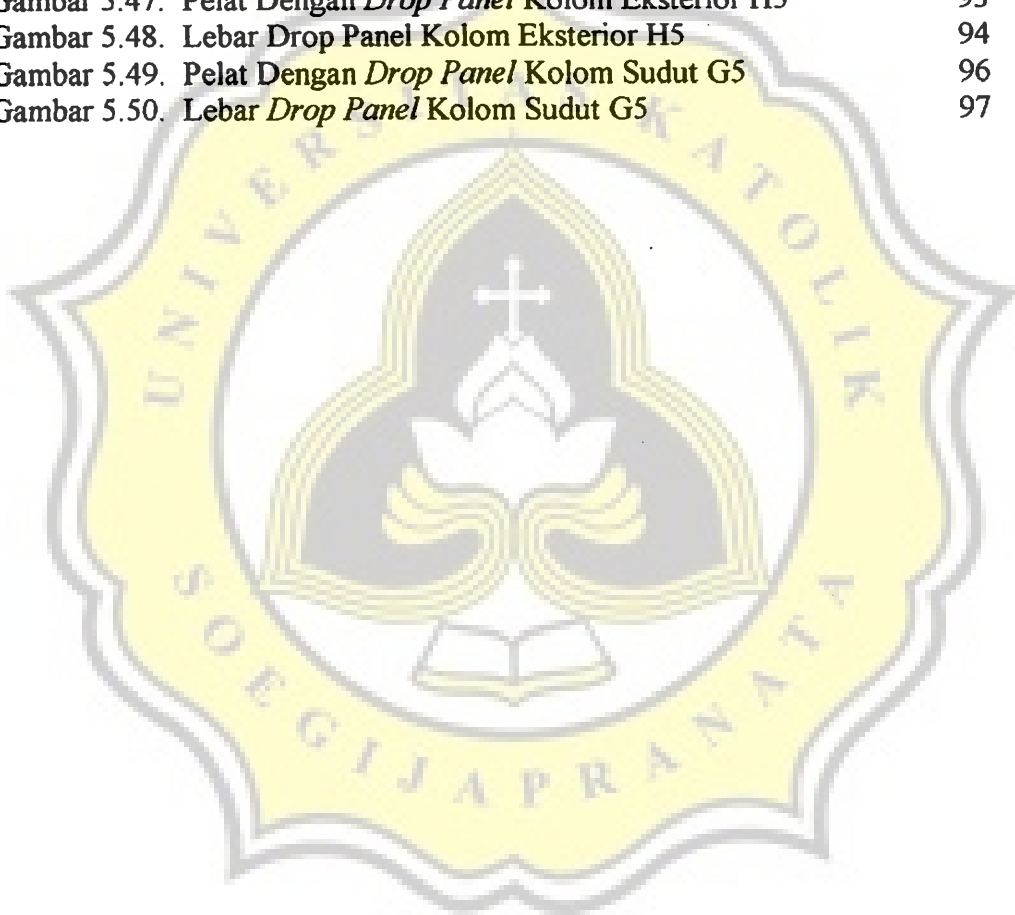 Gambar 5.47. Pelat Dengan Drop Panel Kolom Eksterior H5 93
Gambar 5.48. Lebar Drop Panel Kolom Eksterior H5 94
Gambar 5.49. Pelat Dengan Drop Panel Kolom Sudut G5 96
Gambar 5.50. Lebar Drop Panel Kolom Sudut G5 97
UNIVERSITAS KATOLIK
SOEGIJAPRANATA